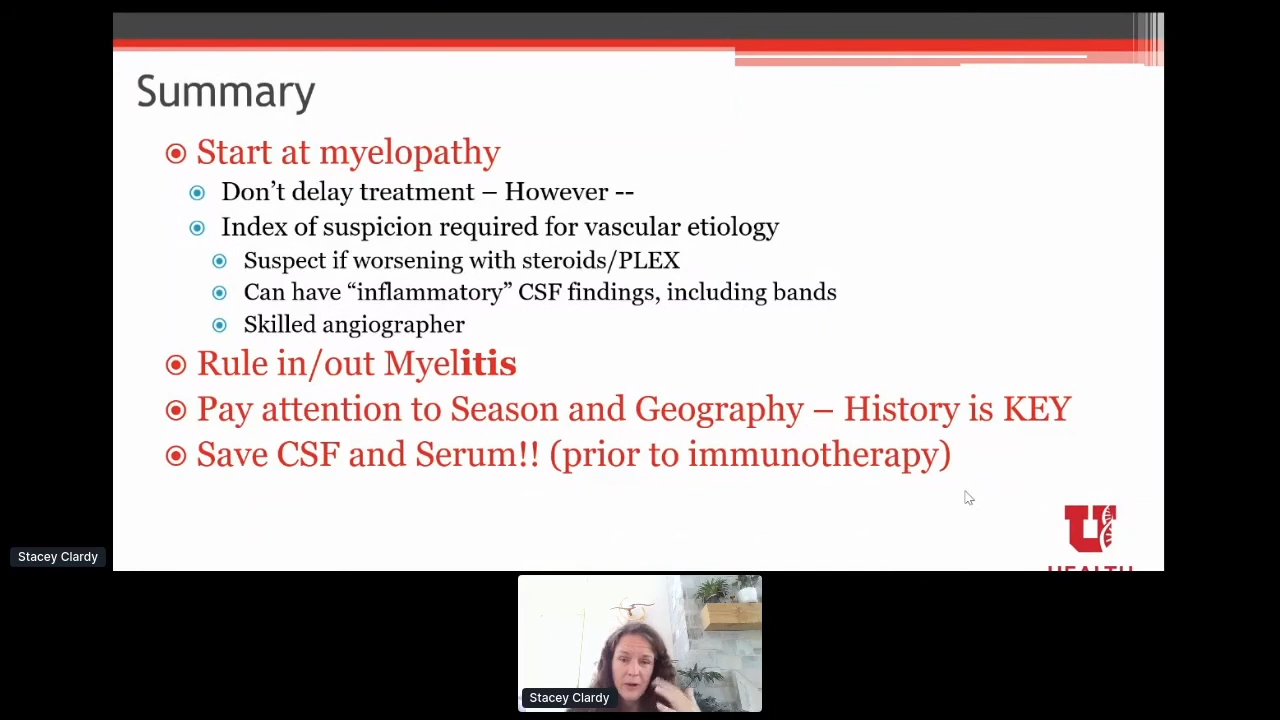 Summary
Start at myelopathy
Don’t delay treatment – However --
Index of suspicion required for vascular etiology
Suspect if worsening with steroids/PLEX
Can have “inflammatory” CSF findings, including bands
Skilled angiographer
Rule in/out Myelitis
Pay attention to Season and Geography – History is KEY
Save CSF and Serum!! (prior to immunotherapy)
U
HEALTH
Stacey Clardy
Stacey Clardy